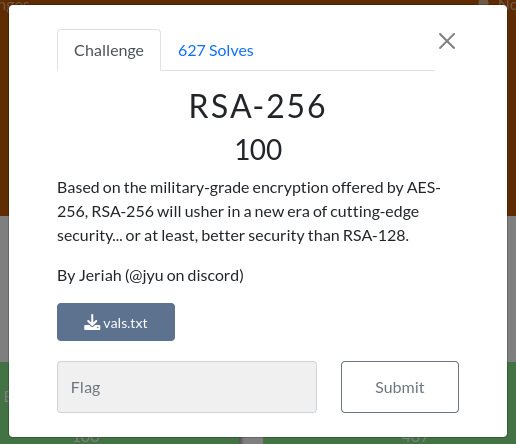 Challenge
627 Solves
RSA-256
100
Based on the military-grade encryption offered by AES-
256, RSA-256 will usher in a new era of cutting-edge
security... or at least, better security than RSA-128.
By Jeriah (@jyu on discord)
vals.txt
Flag
Submit
100